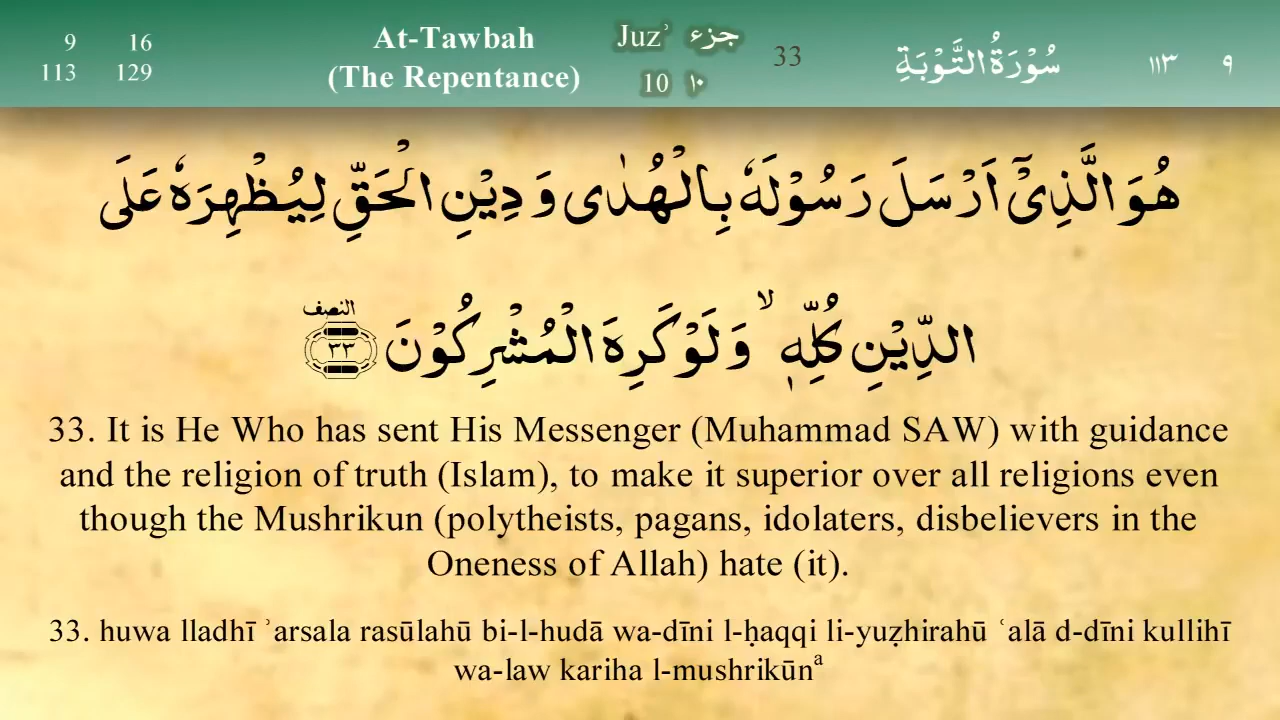 9 16 At-Tawbah Juzʾ جزء 33 سُوْرَةُ التَّوْبَةِ ١١٣ ٩
113 129 (The Repentance) 10 ١٠
هُوَ الَّذِىْٓ اَرْسَلَ رَسُوْلَهٗ بِالْهُدٰى وَ دِيْنِ الْحَقِّ لِيُظْهِرَهٗ عَلَى
الدِّيْنِ كُلِّهٖ ۙ وَلَوْ كَرِهَ الْمُشْرِكُوْنَ ٣٣ النصف
33. It is He Who has sent His Messenger (Muhammad SAW) with guidance
and the religion of truth (Islam), to make it superior over all religions even
though the Mushrikun (polytheists, pagans, idolaters, disbelievers in the
Oneness of Allah) hate (it).
33. huwa lladhī ʾarsala rasūlahū bi-l-hudā wa-dīni l-ḥaqqi li-yuẓhirahū ʿalā d-dīni kullihī
wa-law kariha l-mushrikūnᵃ